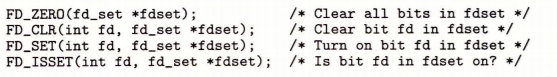 FD_ZERO(fd_set *fdset); /* Clear all bits in fdset */
FD_CLR(int fd, fd_set *fdset); /* Clear bit fd in fdset */
FD_SET(int fd, fd_set *fdset); /* Turn on bit fd in fdset */
FD_ISSET(int fd, fd_set *fdset); /* Is bit fd in fdset on? */